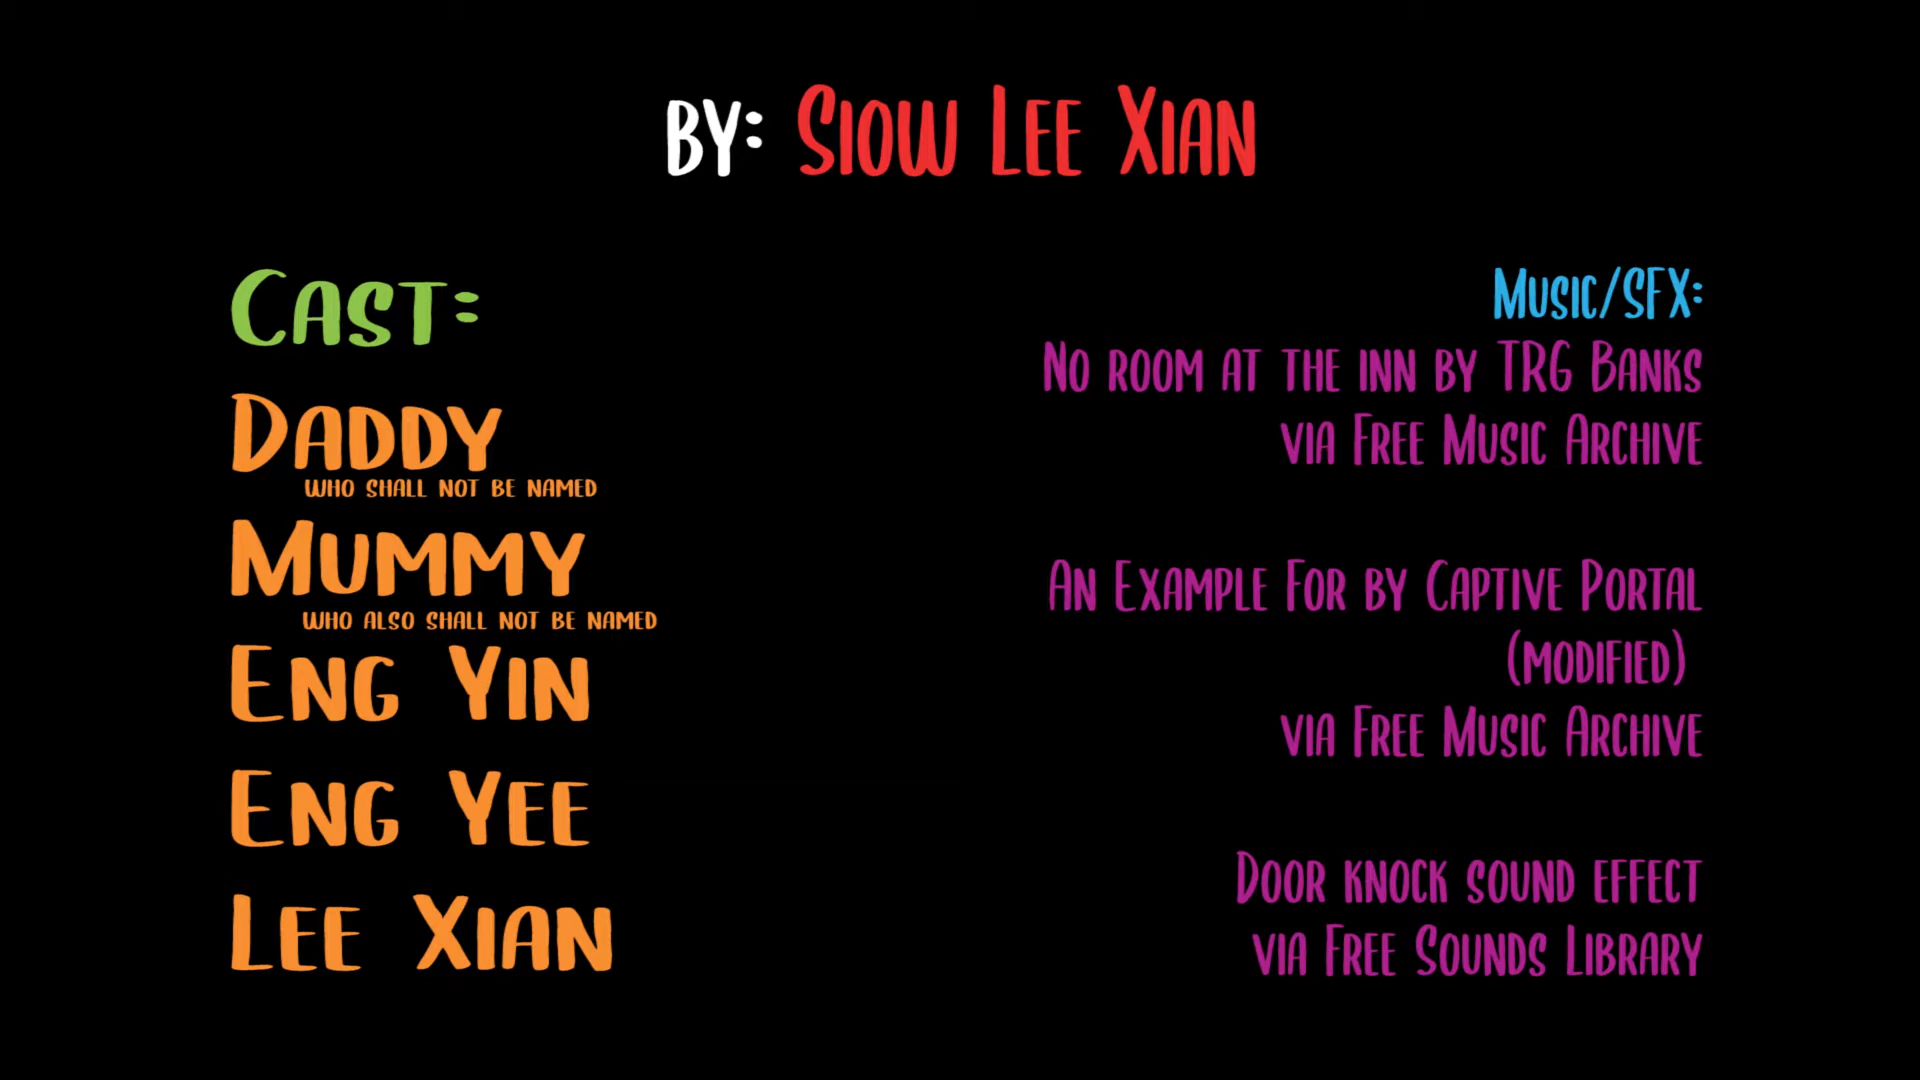 BY: SIOW LEE XIAN
CAST:
DADDY
WHO SHALL NOT BE NAMED
MUMMY
WHO ALSO SHALL NOT BE NAMED
ENG YIN
ENG YEE
LEE XIAN
MUSIC/SFX:
NO ROOM AT THE INN BY TRG BANKS
VIA FREE MUSIC ARCHIVE
AN EXAMPLE FOR BY CAPTIVE PORTAL
(MODIFIED)
VIA FREE MUSIC ARCHIVE
DOOR KNOCK SOUND EFFECT
VIA FREE SOUNDS LIBRARY